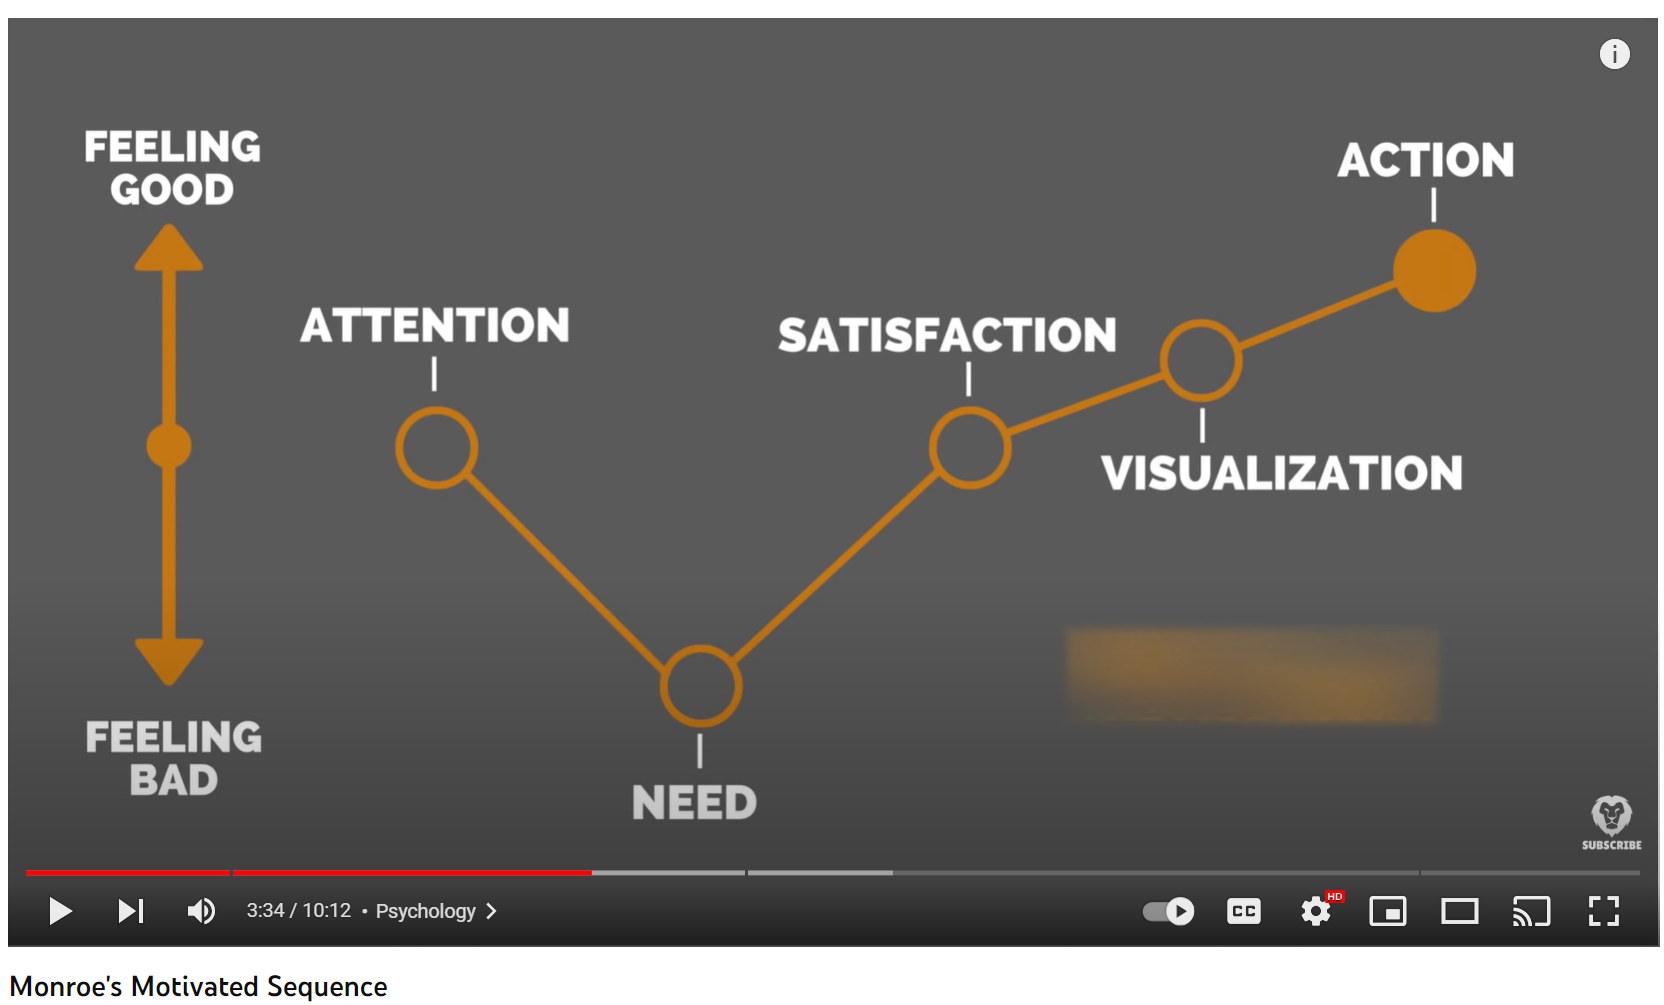 FEELING
GOOD
ATTENTION
SATISFACTION
ACTION
VISUALIZATION
FEELING
BAD
NEED
SUBSCRIBE
3:34 / 10:12 • Psychology
CC
HD
Monroe's Motivated Sequence